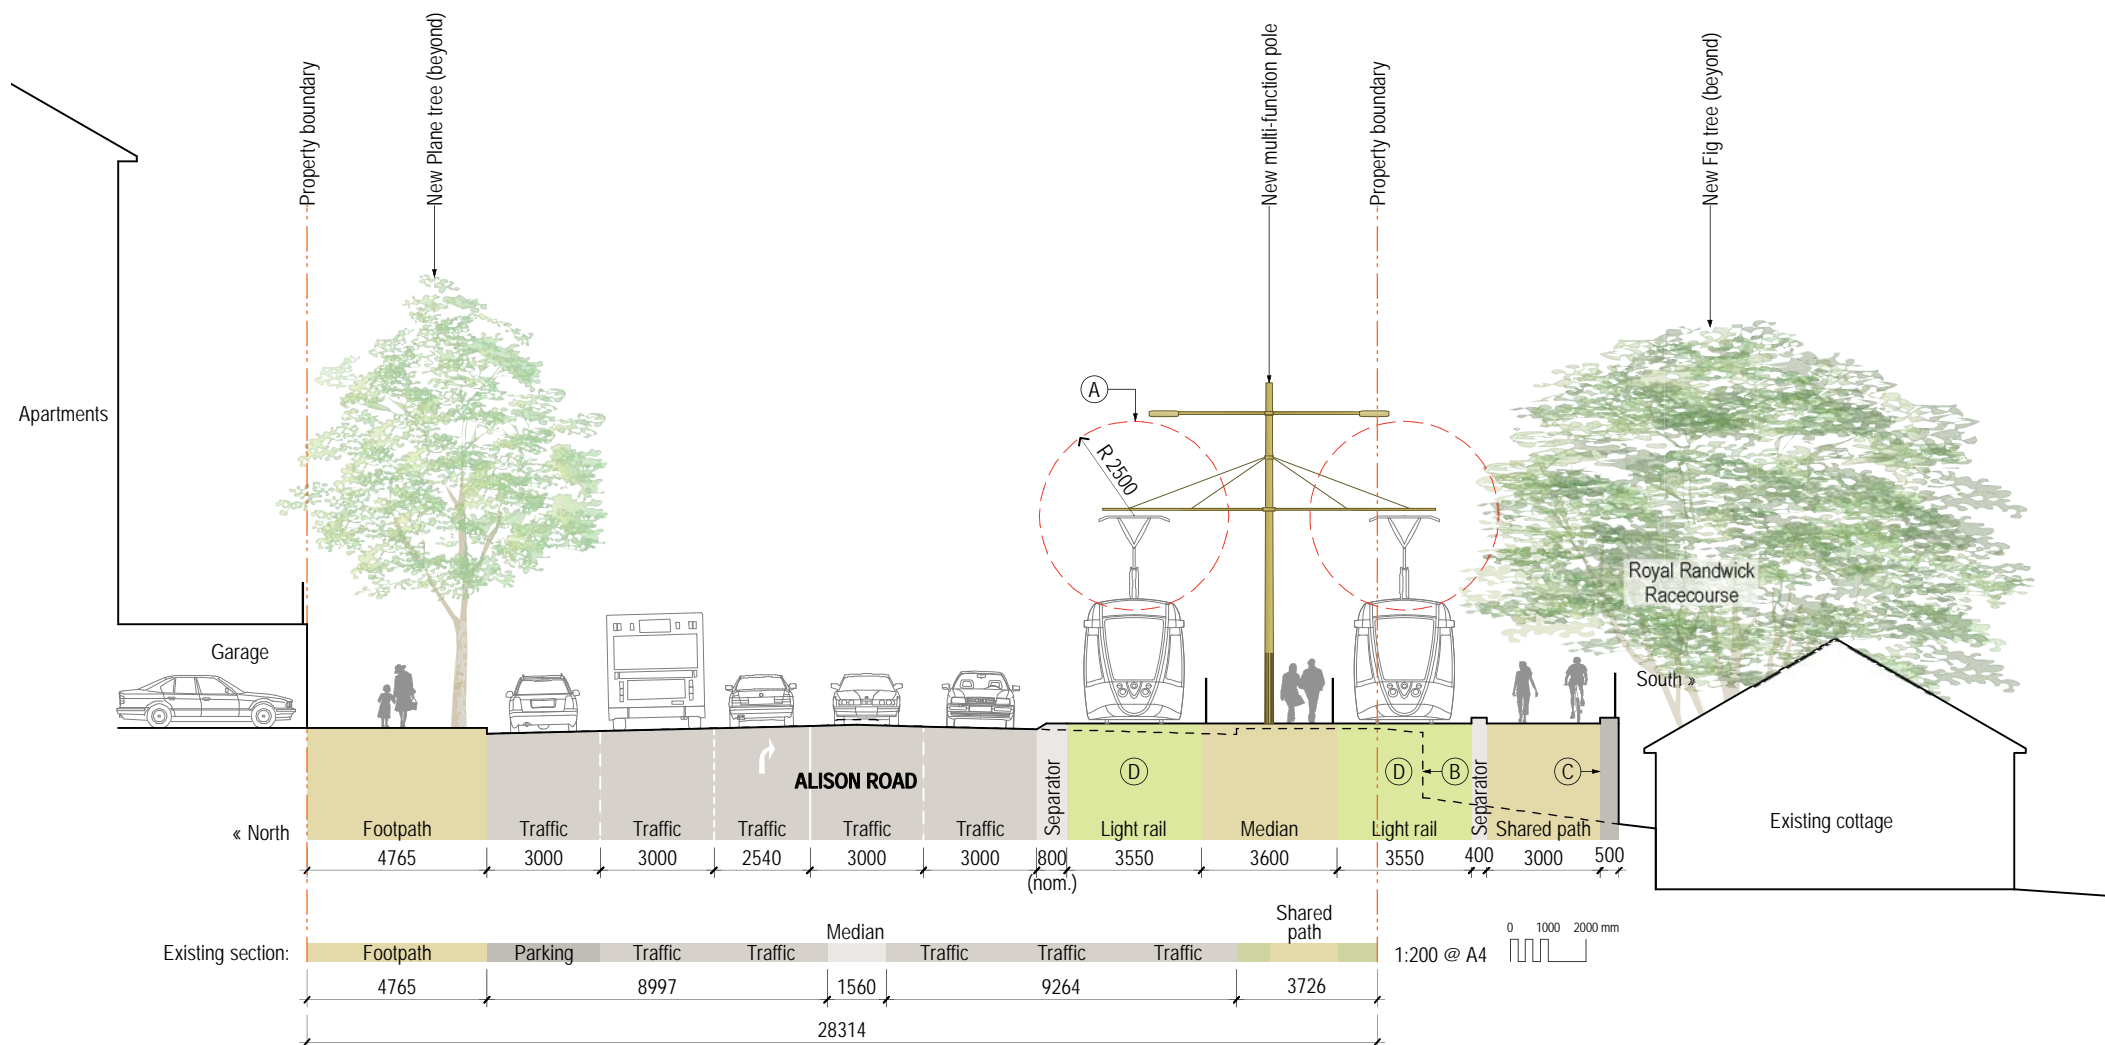 Property boundary
New Plane tree (beyond)
New multi-function pole
Property boundary
New Fig tree (beyond)
A
Apartments
R 2500
Royal Randwick
Racecourse
Garage
South »
ALISON ROAD
D
D
B
C
« North
Footpath
Traffic
Traffic
Traffic
Traffic
Traffic
Separator
Light rail
Median
Light rail
Separator
Shared path
Existing cottage
4765
3000
3000
2540
3000
3000
800
(nom.)
3550
3600
3550
400
3000
500
Existing section:
Footpath
Parking
Traffic
Traffic
Median
Traffic
Traffic
Traffic
Shared
path
1:200 @ A4
0 1000 2000 mm
4765
8997
1560
9264
3726
28314